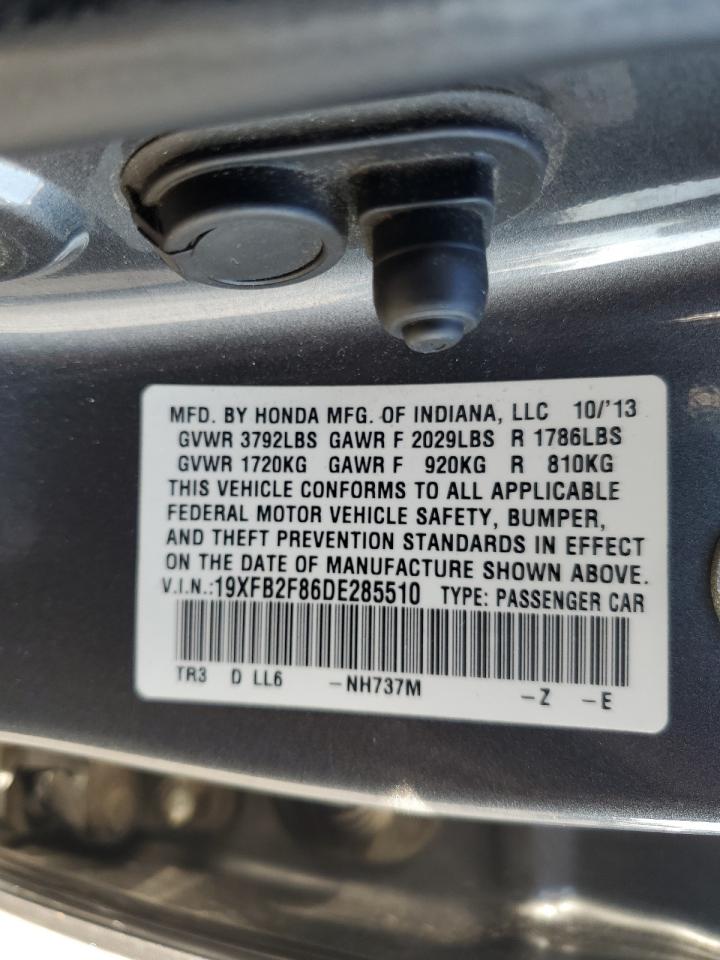 MFD. BY HONDA MFG. OF INDIANA, LLC 10/'13
GVWR 3792LBS GAWR F 2029LBS R 1786LBS
GVWR 1720KG GAWR F 920KG R 810KG
THIS VEHICLE CONFORMS TO ALL APPLICABLE
FEDERAL MOTOR VEHICLE SAFETY, BUMPER,
AND THEFT PREVENTION STANDARDS IN EFFECT
ON THE DATE OF MANUFACTURE SHOWN ABOVE.
V.I.N.:19XFB2F86DE285510 TYPE: PASSENGER CAR
TR3 D LL6 -NH737M -Z -E